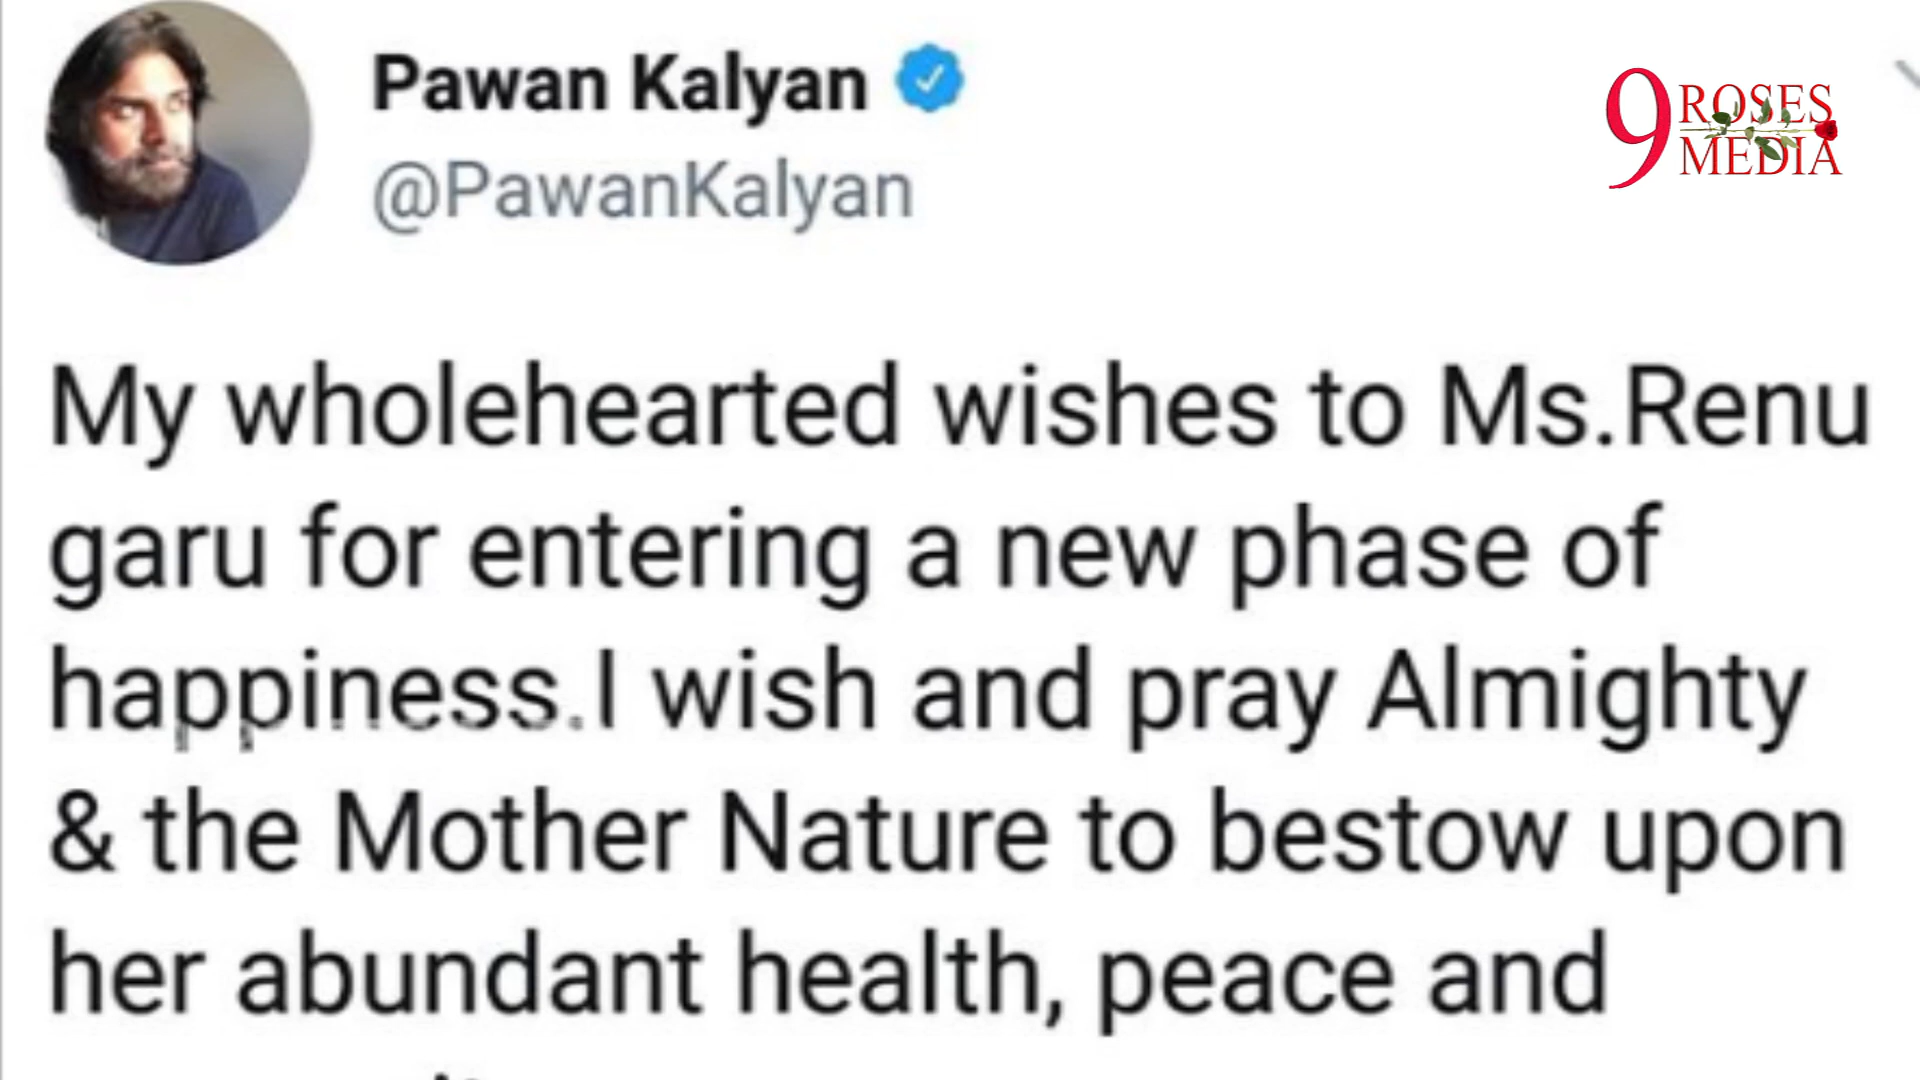 Pawan Kalyan
@PawanKalyan
9 ROSES
MEDIA
My wholehearted wishes to Ms.Renu
garu for entering a new phase of
happiness.I wish and pray Almighty
& the Mother Nature to bestow upon
her abundant health, peace and